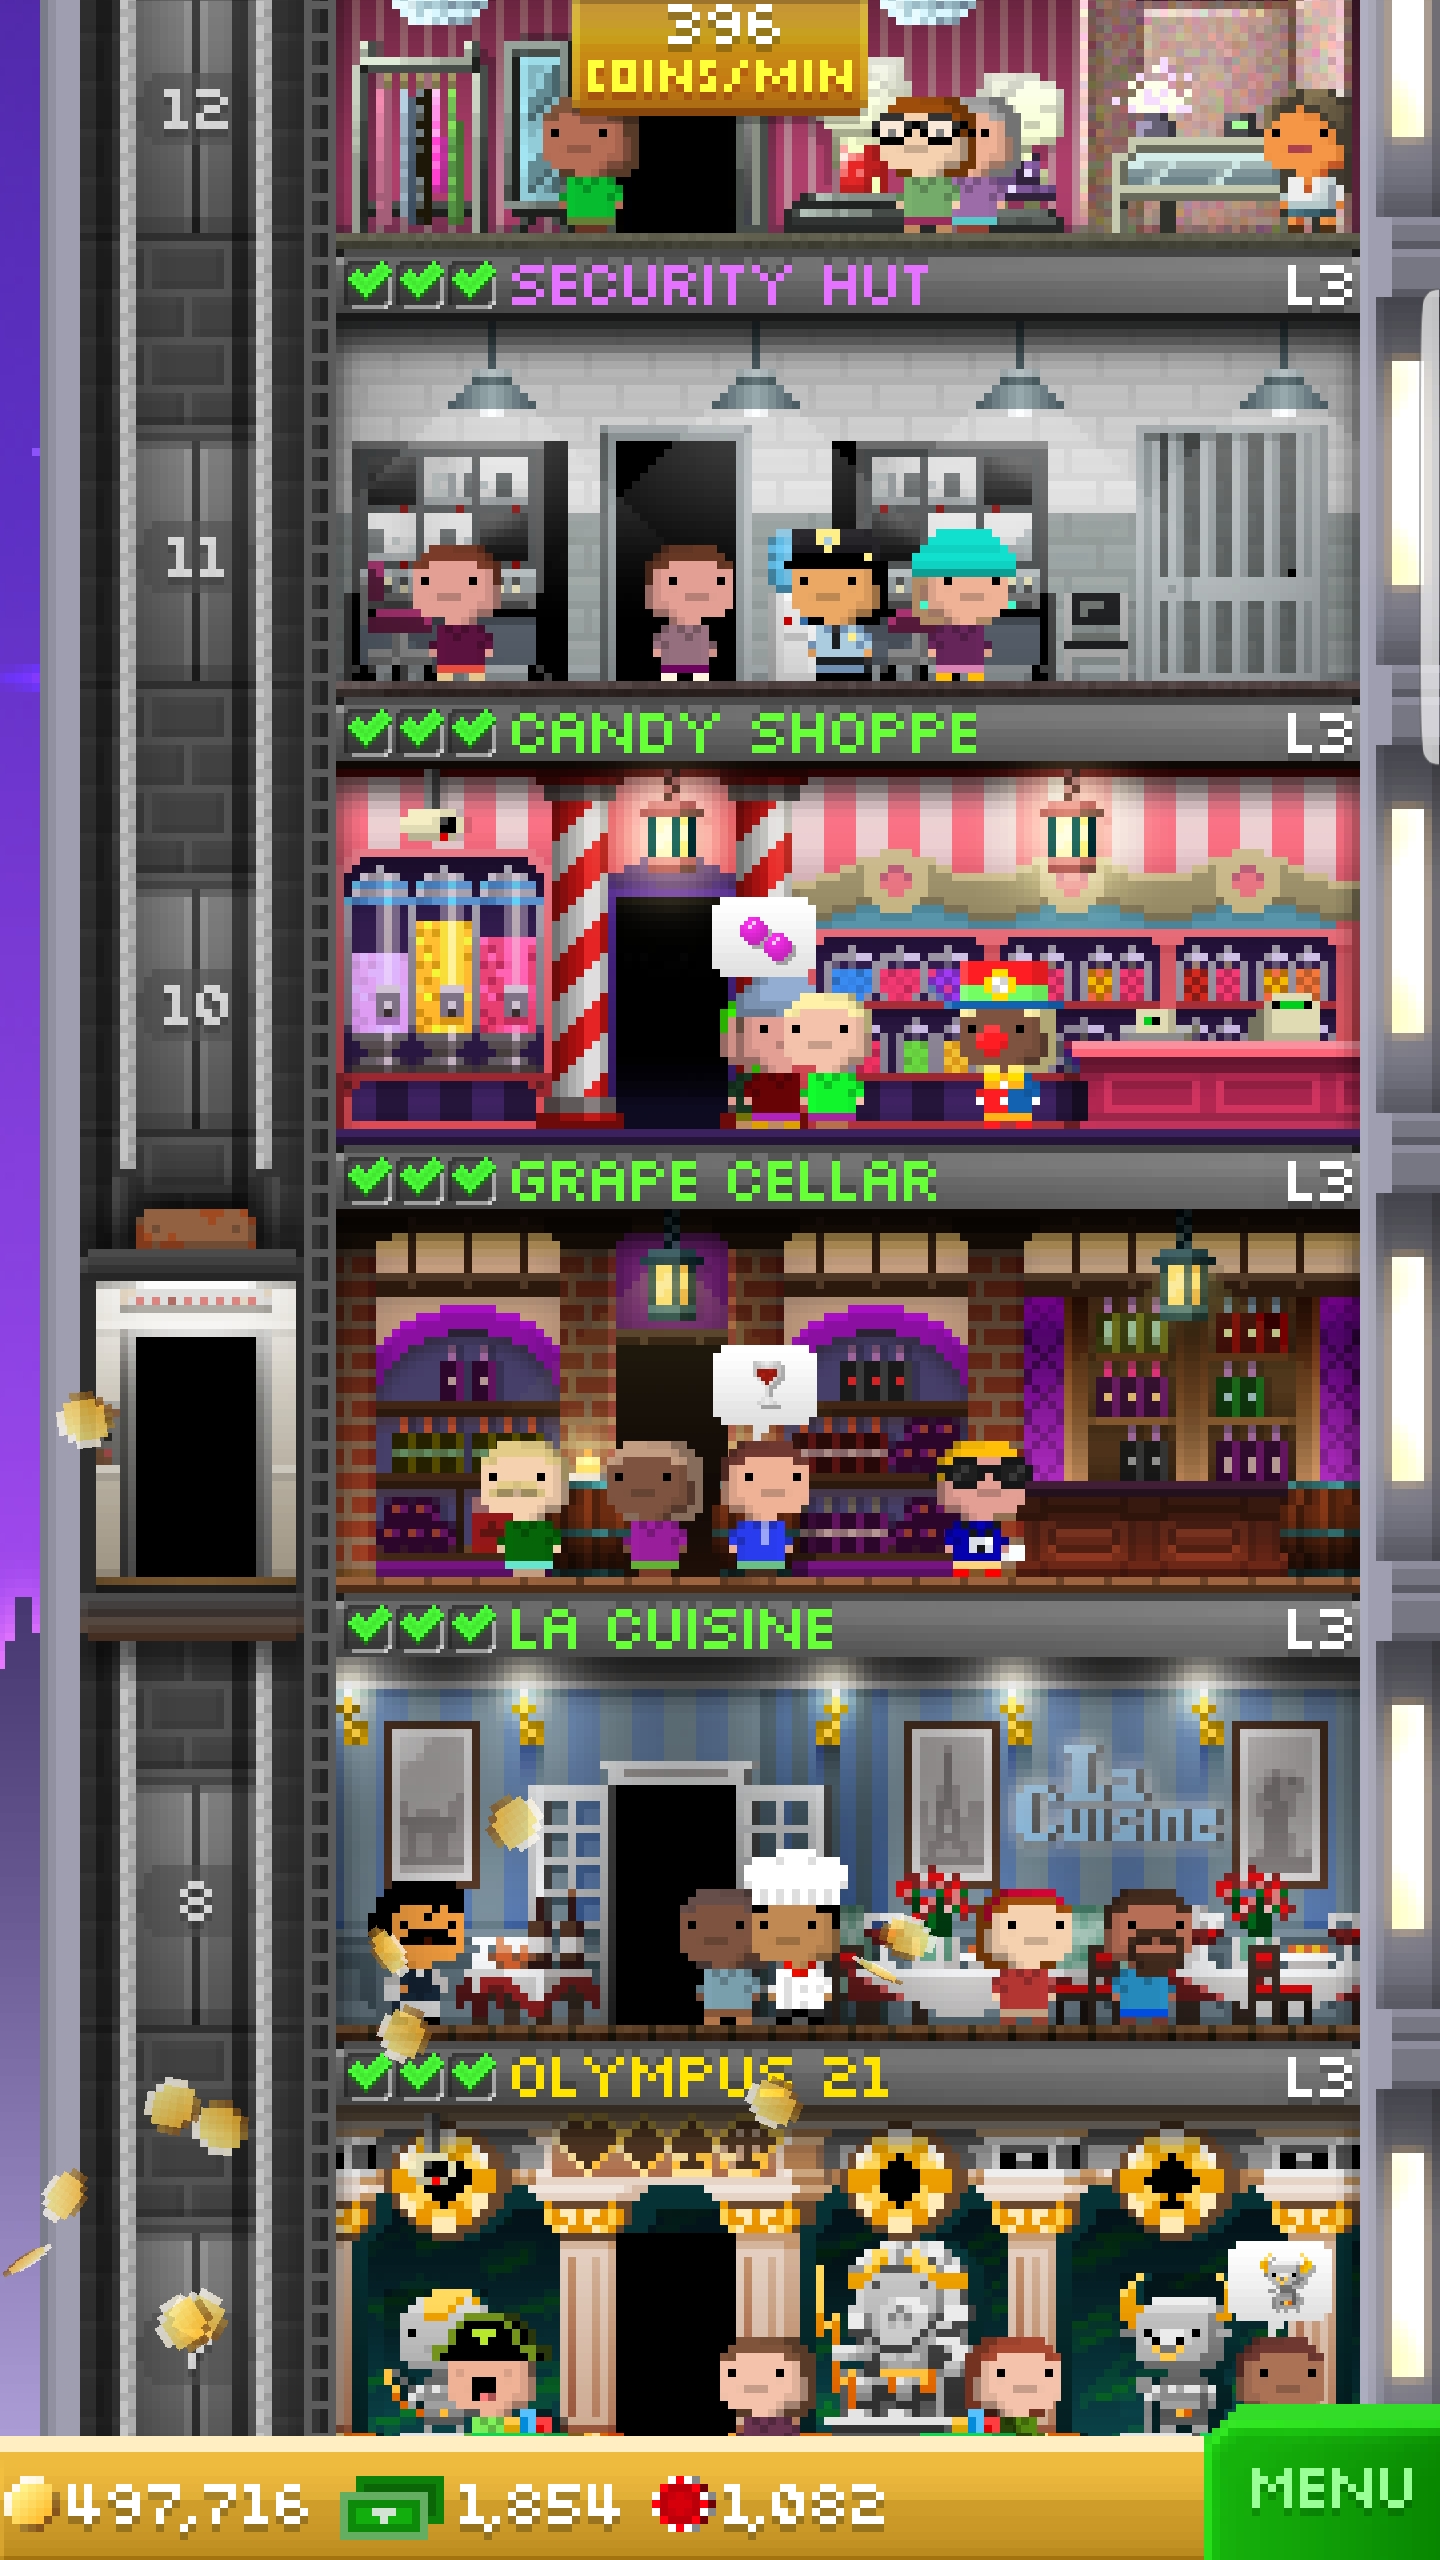 396
COINS/MIN
12
SECURITY HUT L3
11
CANDY SHOPPE L3
10
GRAPE CELLAR L3
LA CUISINE L3
La
Cuisine
8
OLYMPUS 21 L3
497,716 1,854 1,082
MENU